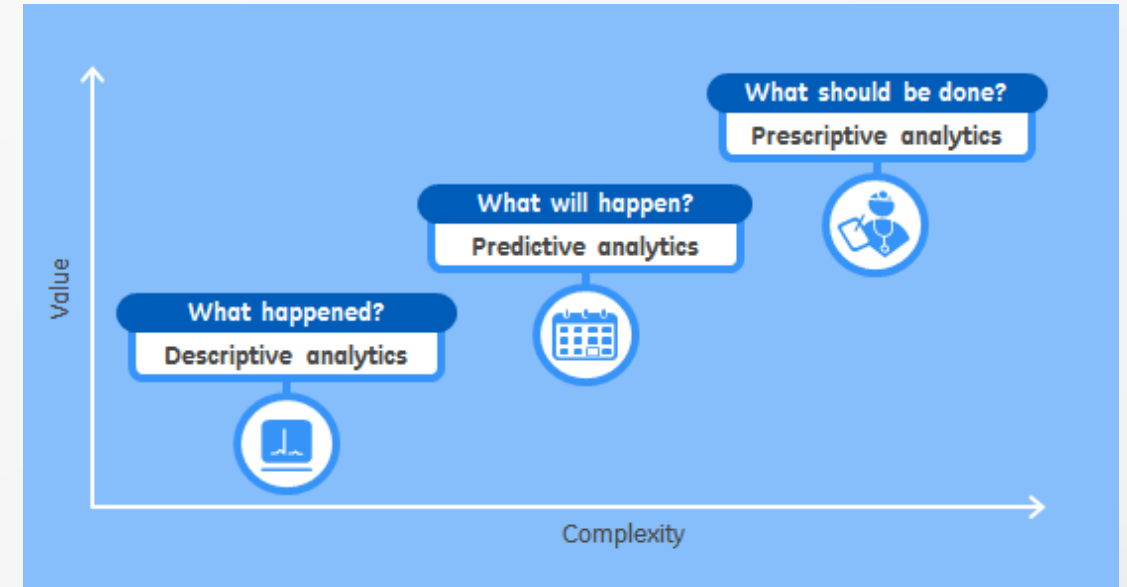 What should be done?
Prescriptive analytics
What will happen?
Predictive analytics
What happened?
Descriptive analytics
Value
Complexity